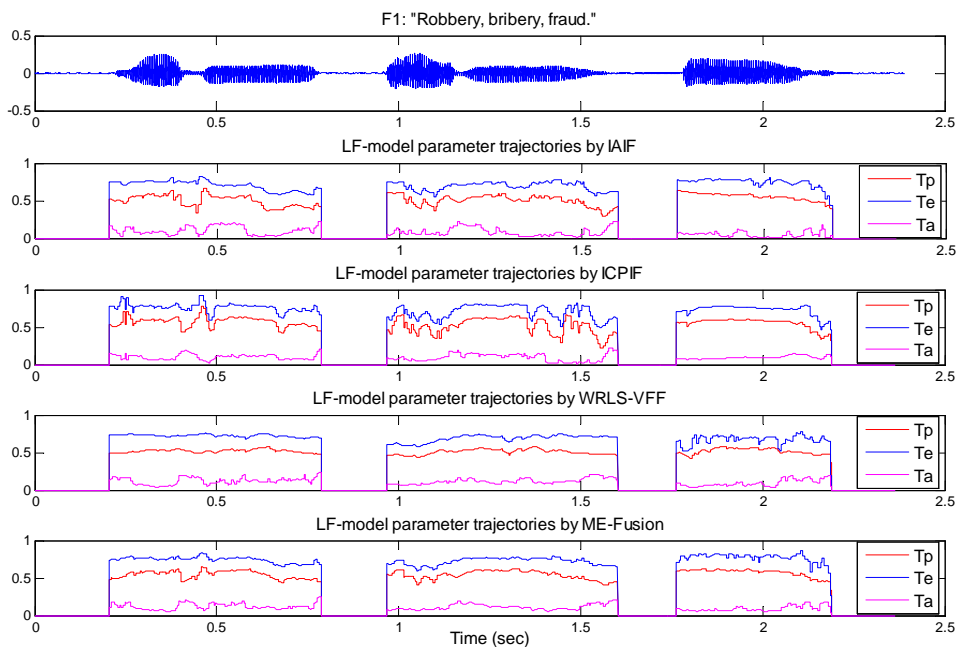 F1: "Robbery, bribery, fraud."
0.5
0
-0.5
0 0.5 1 1.5 2 2.5
LF-model parameter trajectories by IAIF
1
0.5
0
Tp
Te
Ta
0 0.5 1 1.5 2 2.5
LF-model parameter trajectories by ICPIF
1
0.5
0
Tp
Te
Ta
0 0.5 1 1.5 2 2.5
LF-model parameter trajectories by WRLS-VFF
1
0.5
0
Tp
Te
Ta
0 0.5 1 1.5 2 2.5
LF-model parameter trajectories by ME-Fusion
1
0.5
0
Tp
Te
Ta
0 0.5 1 1.5 2 2.5
Time (sec)